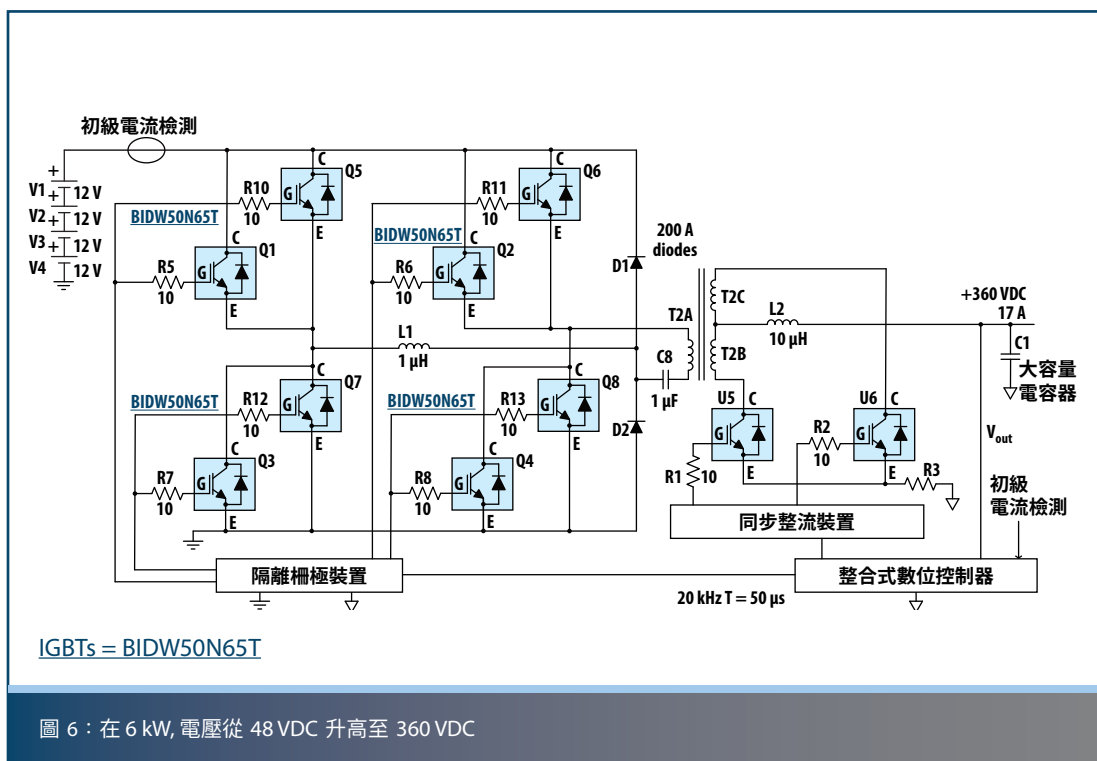 初級電流檢測
+
V1
+
12 V
V2
+
12 V
V3
+
12 V
V4
12 V
BIDW50N65T
R10
10
G
C
Q5
E
R5
10
G
C
Q1
E
BIDW50N65T
R11
10
G
C
Q6
E
R6
10
G
C
Q2
E
200 A
diodes
D1
L1
1 µH
T2A
T2C
T2B
C8
1 µF
L2
10 µH
+360 VDC
17 A
C1
大容量
電容器
BIDW50N65T
R12
10
G
C
Q7
E
R7
10
G
C
Q3
E
BIDW50N65T
R13
10
G
C
Q8
E
R8
10
G
C
Q4
E
D2
U5
G
C
E
R1
10
U6
G
C
E
R2
10
R3
Vout
初級
電流檢測
同步整流裝置
隔離柵極裝置
整合式數位控制器
20 kHz T = 50 µs
IGBTs = BIDW50N65T
圖 6：在 6 kW, 電壓從 48 VDC 升高至 360 VDC